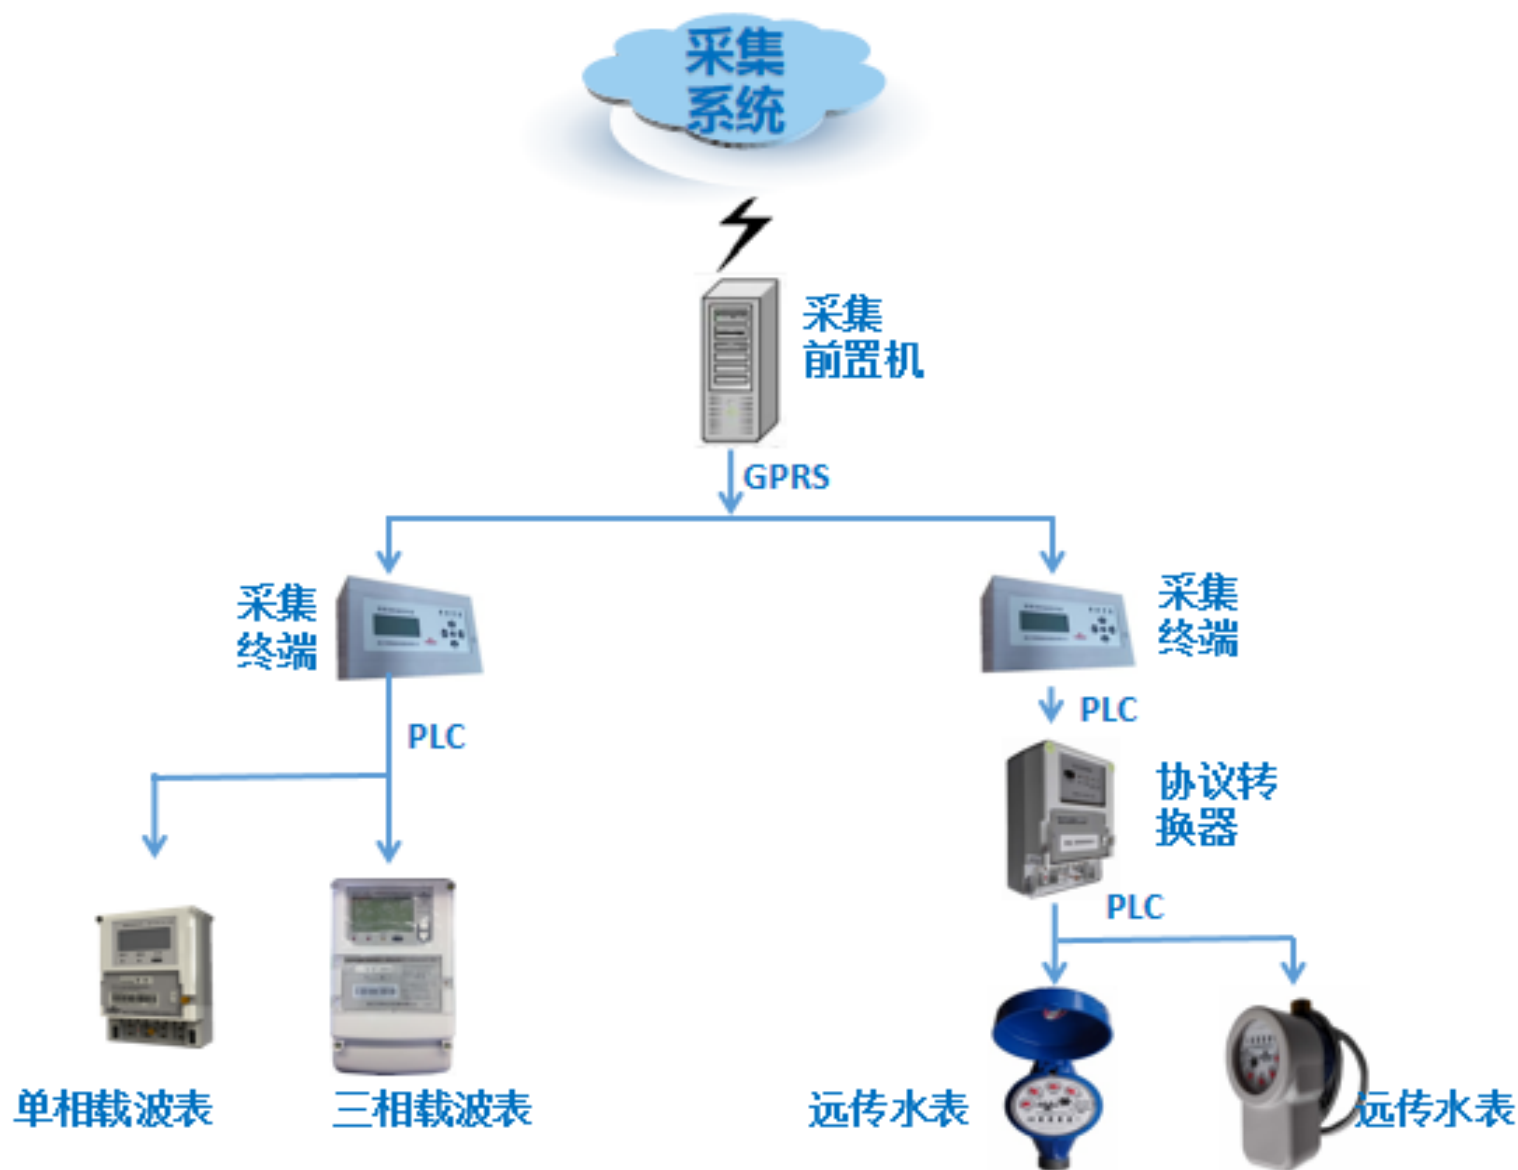 采集
系统
采集
前置机
GPRS
采集
终端
采集
终端
PLC
PLC
协议转
换器
PLC
单相载波表
三相载波表
远传水表
远传水表